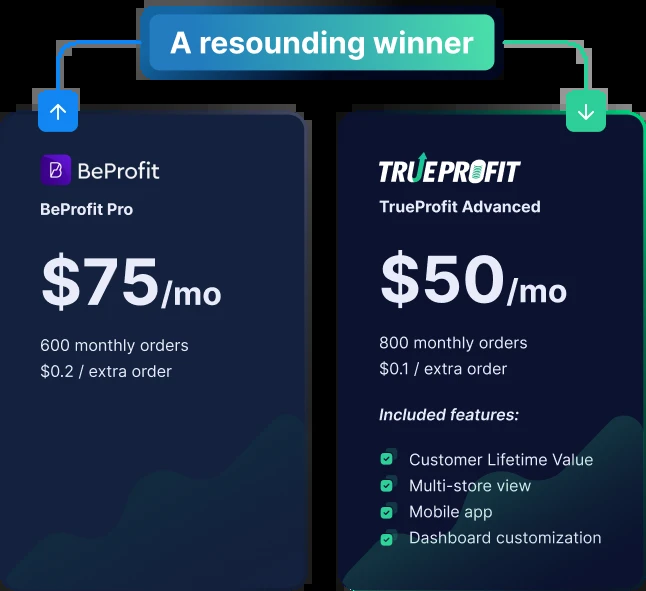 A resounding winner
BeProfit
BeProfit Pro
$75/mo
600 monthly orders
$0.2 / extra order
TRUEPROFIT
TrueProfit Advanced
$50/mo
800 monthly orders
$0.1 / extra order
Included features:
Customer Lifetime Value
Multi-store view
Mobile app
Dashboard customization